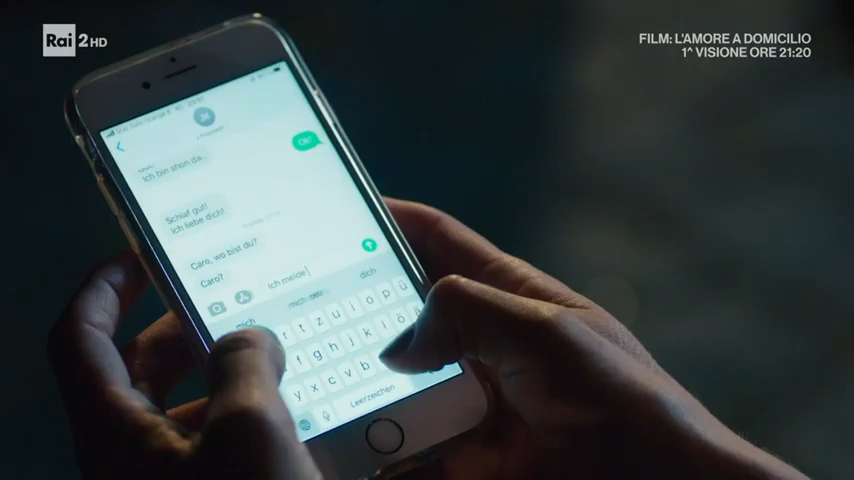 Rai 2HD
FILM: L'AMORE A DOMICILIO
1^ VISIONE ORE 21:20
Ok!
Ich bin shon da..
Schlaf gut!
Ich liebe dich!
Caro, wo bist du?
Caro?
Ich melde
mich
dich
r t z u i o p ü
f g h j k l ö
y x c v b
Leerzeichen